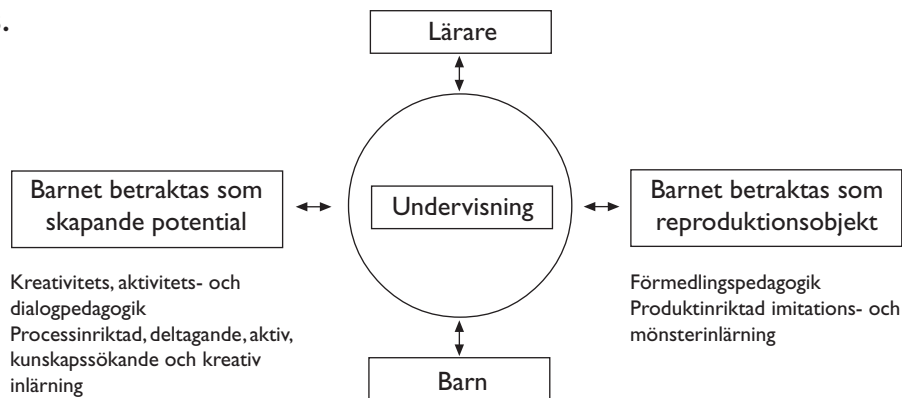 Lärare
Barnet betraktas som
skapande potential
Undervisning
Barnet betraktas som
reproduktionsobjekt
Kreativitets, aktivitets- och
dialogpedagogik
Processinriktad, deltagande, aktiv,
kunskapssökande och kreativ
inlärning
Förmedlingspedagogik
Produktinriktad imitations- och
mönsterinlärning
Barn